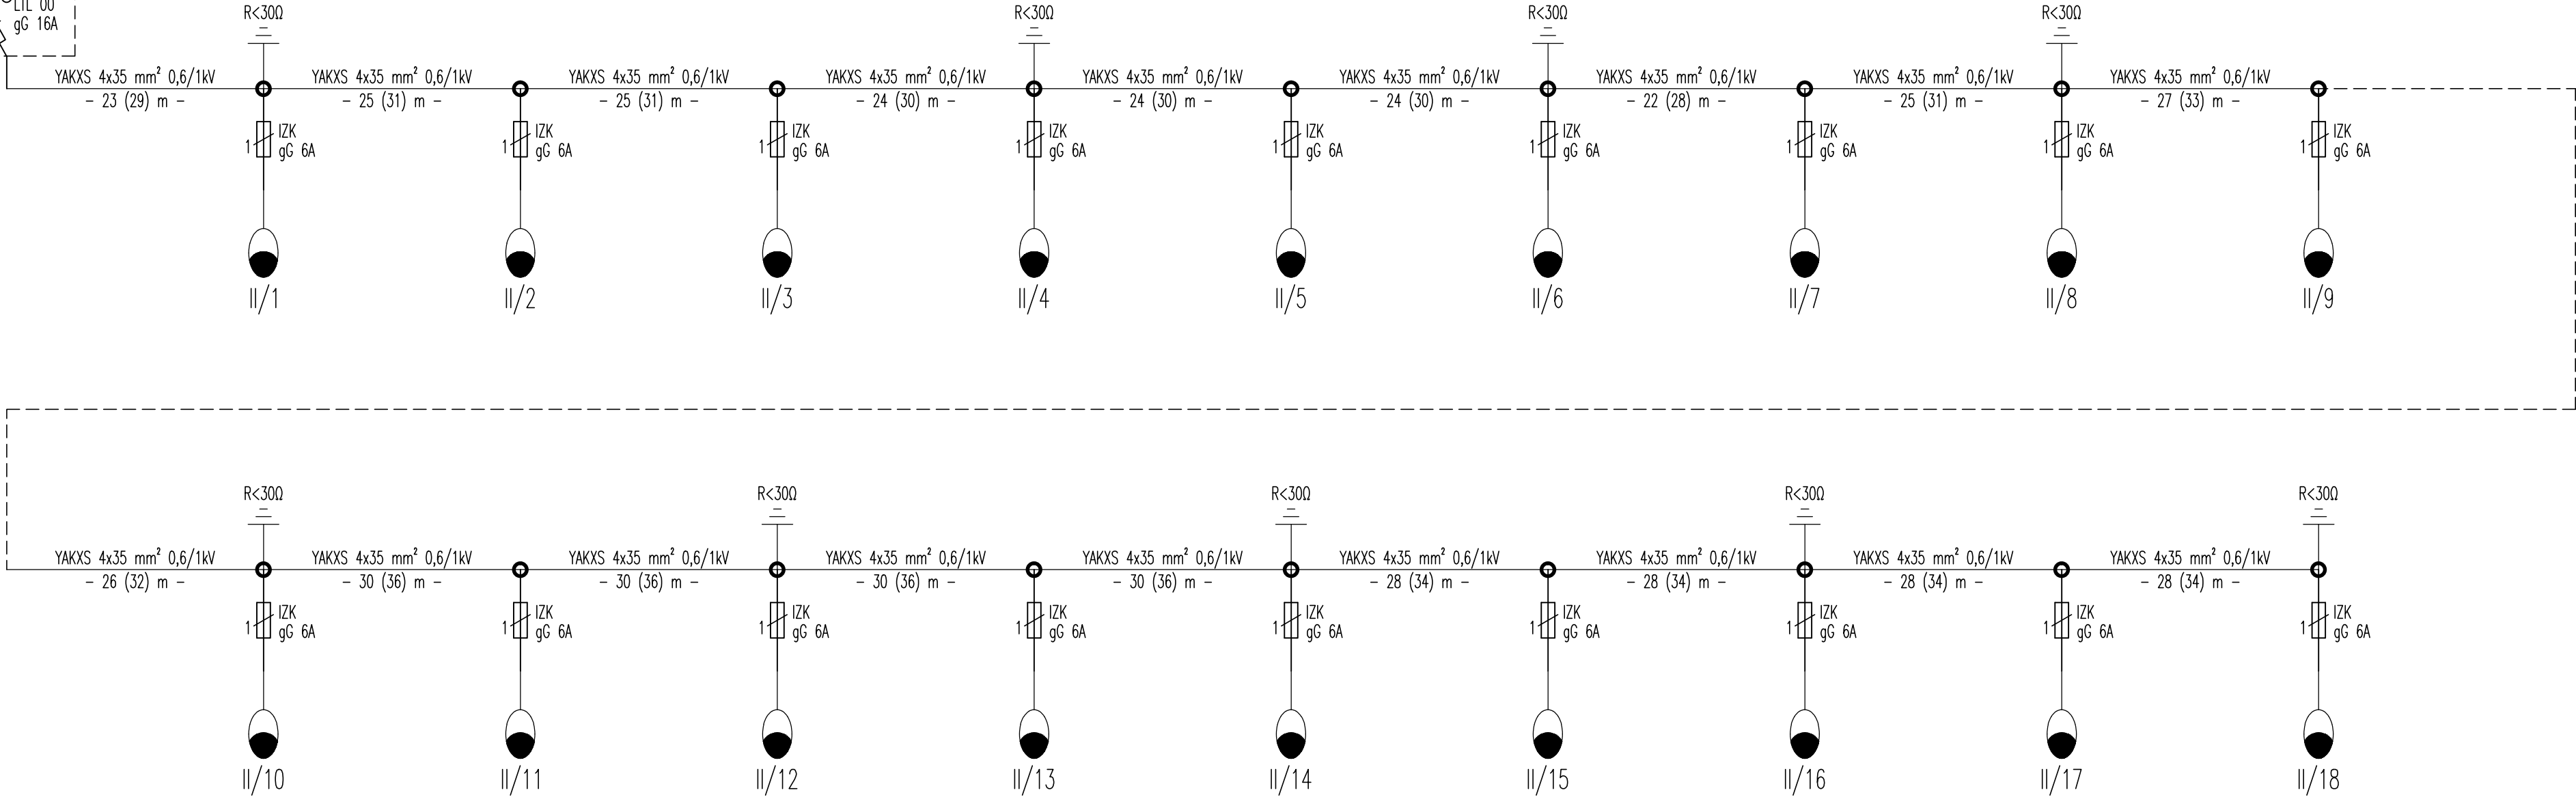 LTL 00
gG 16A
R<30Ω
R<30Ω
R<30Ω
R<30Ω
YAKXS 4x35 mm² 0,6/1kV
- 23 (29) m -
YAKXS 4x35 mm² 0,6/1kV
- 25 (31) m -
YAKXS 4x35 mm² 0,6/1kV
- 25 (31) m -
YAKXS 4x35 mm² 0,6/1kV
- 24 (30) m -
YAKXS 4x35 mm² 0,6/1kV
- 24 (30) m -
YAKXS 4x35 mm² 0,6/1kV
- 24 (30) m -
YAKXS 4x35 mm² 0,6/1kV
- 22 (28) m -
YAKXS 4x35 mm² 0,6/1kV
- 25 (31) m -
YAKXS 4x35 mm² 0,6/1kV
- 27 (33) m -
1 IZK
gG 6A
1 IZK
gG 6A
1 IZK
gG 6A
1 IZK
gG 6A
1 IZK
gG 6A
1 IZK
gG 6A
1 IZK
gG 6A
1 IZK
gG 6A
1 IZK
gG 6A
II/1
II/2
II/3
II/4
II/5
II/6
II/7
II/8
II/9
R<30Ω
R<30Ω
R<30Ω
R<30Ω
R<30Ω
YAKXS 4x35 mm² 0,6/1kV
- 26 (32) m -
YAKXS 4x35 mm² 0,6/1kV
- 30 (36) m -
YAKXS 4x35 mm² 0,6/1kV
- 30 (36) m -
YAKXS 4x35 mm² 0,6/1kV
- 30 (36) m -
YAKXS 4x35 mm² 0,6/1kV
- 30 (36) m -
YAKXS 4x35 mm² 0,6/1kV
- 28 (34) m -
YAKXS 4x35 mm² 0,6/1kV
- 28 (34) m -
YAKXS 4x35 mm² 0,6/1kV
- 28 (34) m -
YAKXS 4x35 mm² 0,6/1kV
- 28 (34) m -
1 IZK
gG 6A
1 IZK
gG 6A
1 IZK
gG 6A
1 IZK
gG 6A
1 IZK
gG 6A
1 IZK
gG 6A
1 IZK
gG 6A
1 IZK
gG 6A
1 IZK
gG 6A
II/10
II/11
II/12
II/13
II/14
II/15
II/16
II/17
II/18